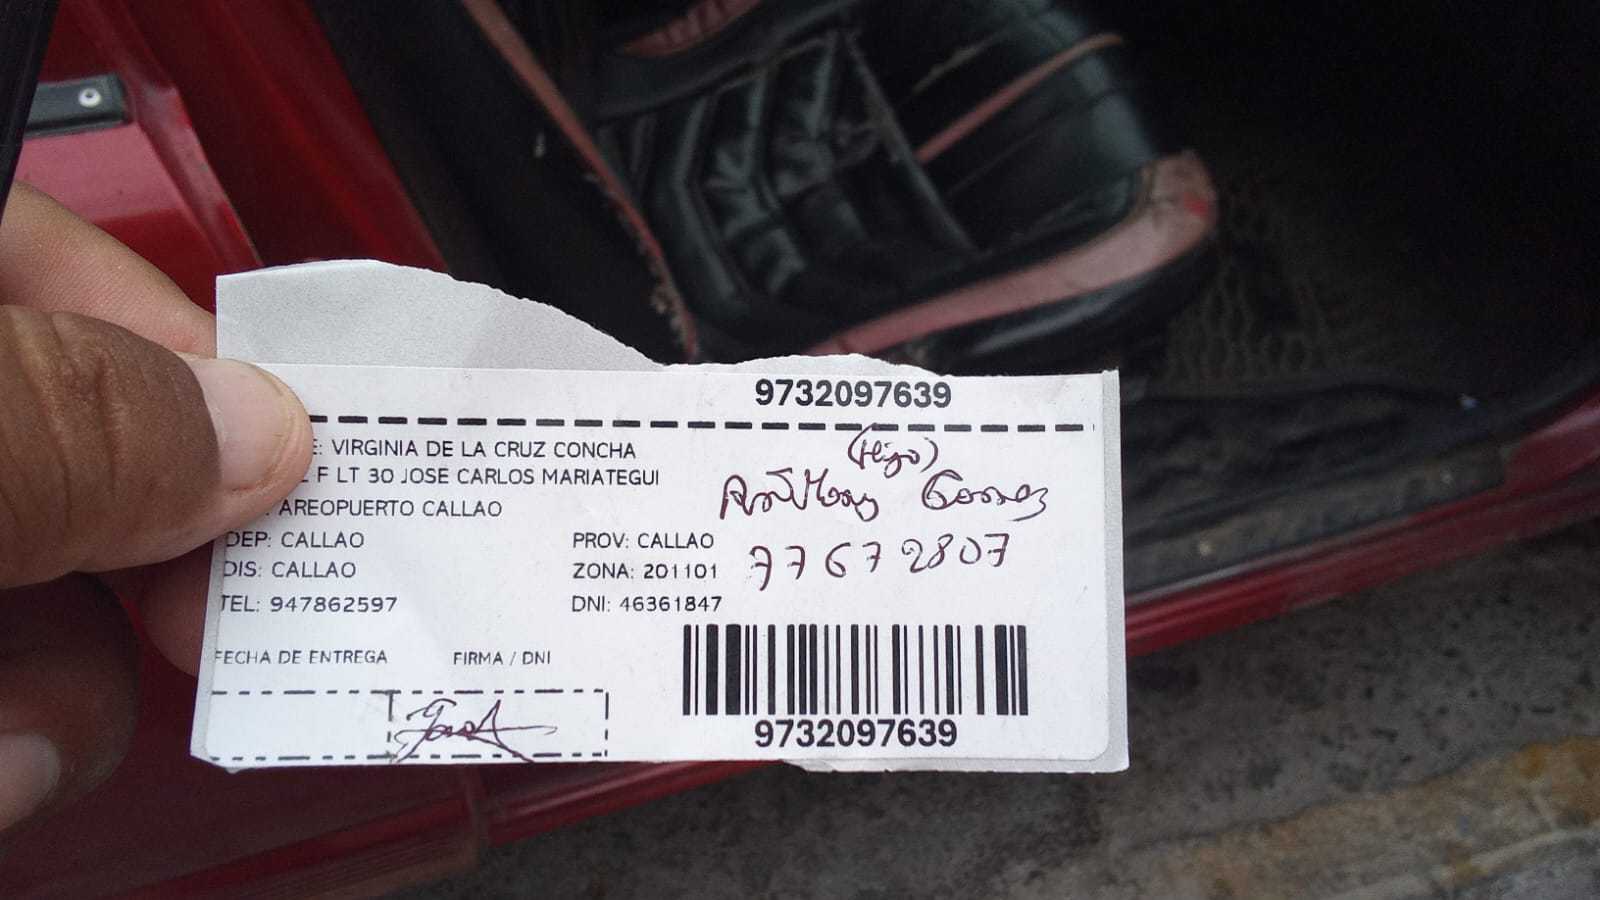 9732097639
E: VIRGINIA DE LA CRUZ CONCHA
F LT 30 JOSE CARLOS MARIATEGUI
AREOPUERTO CALLAO
DEP: CALLAO PROV: CALLAO
DIS: CALLAO ZONA: 201101
TEL: 947862597 DNI: 46361847
(Hijo)
Anthony Gomez
77672807
FECHA DE ENTREGA FIRMA / DNI
9732097639